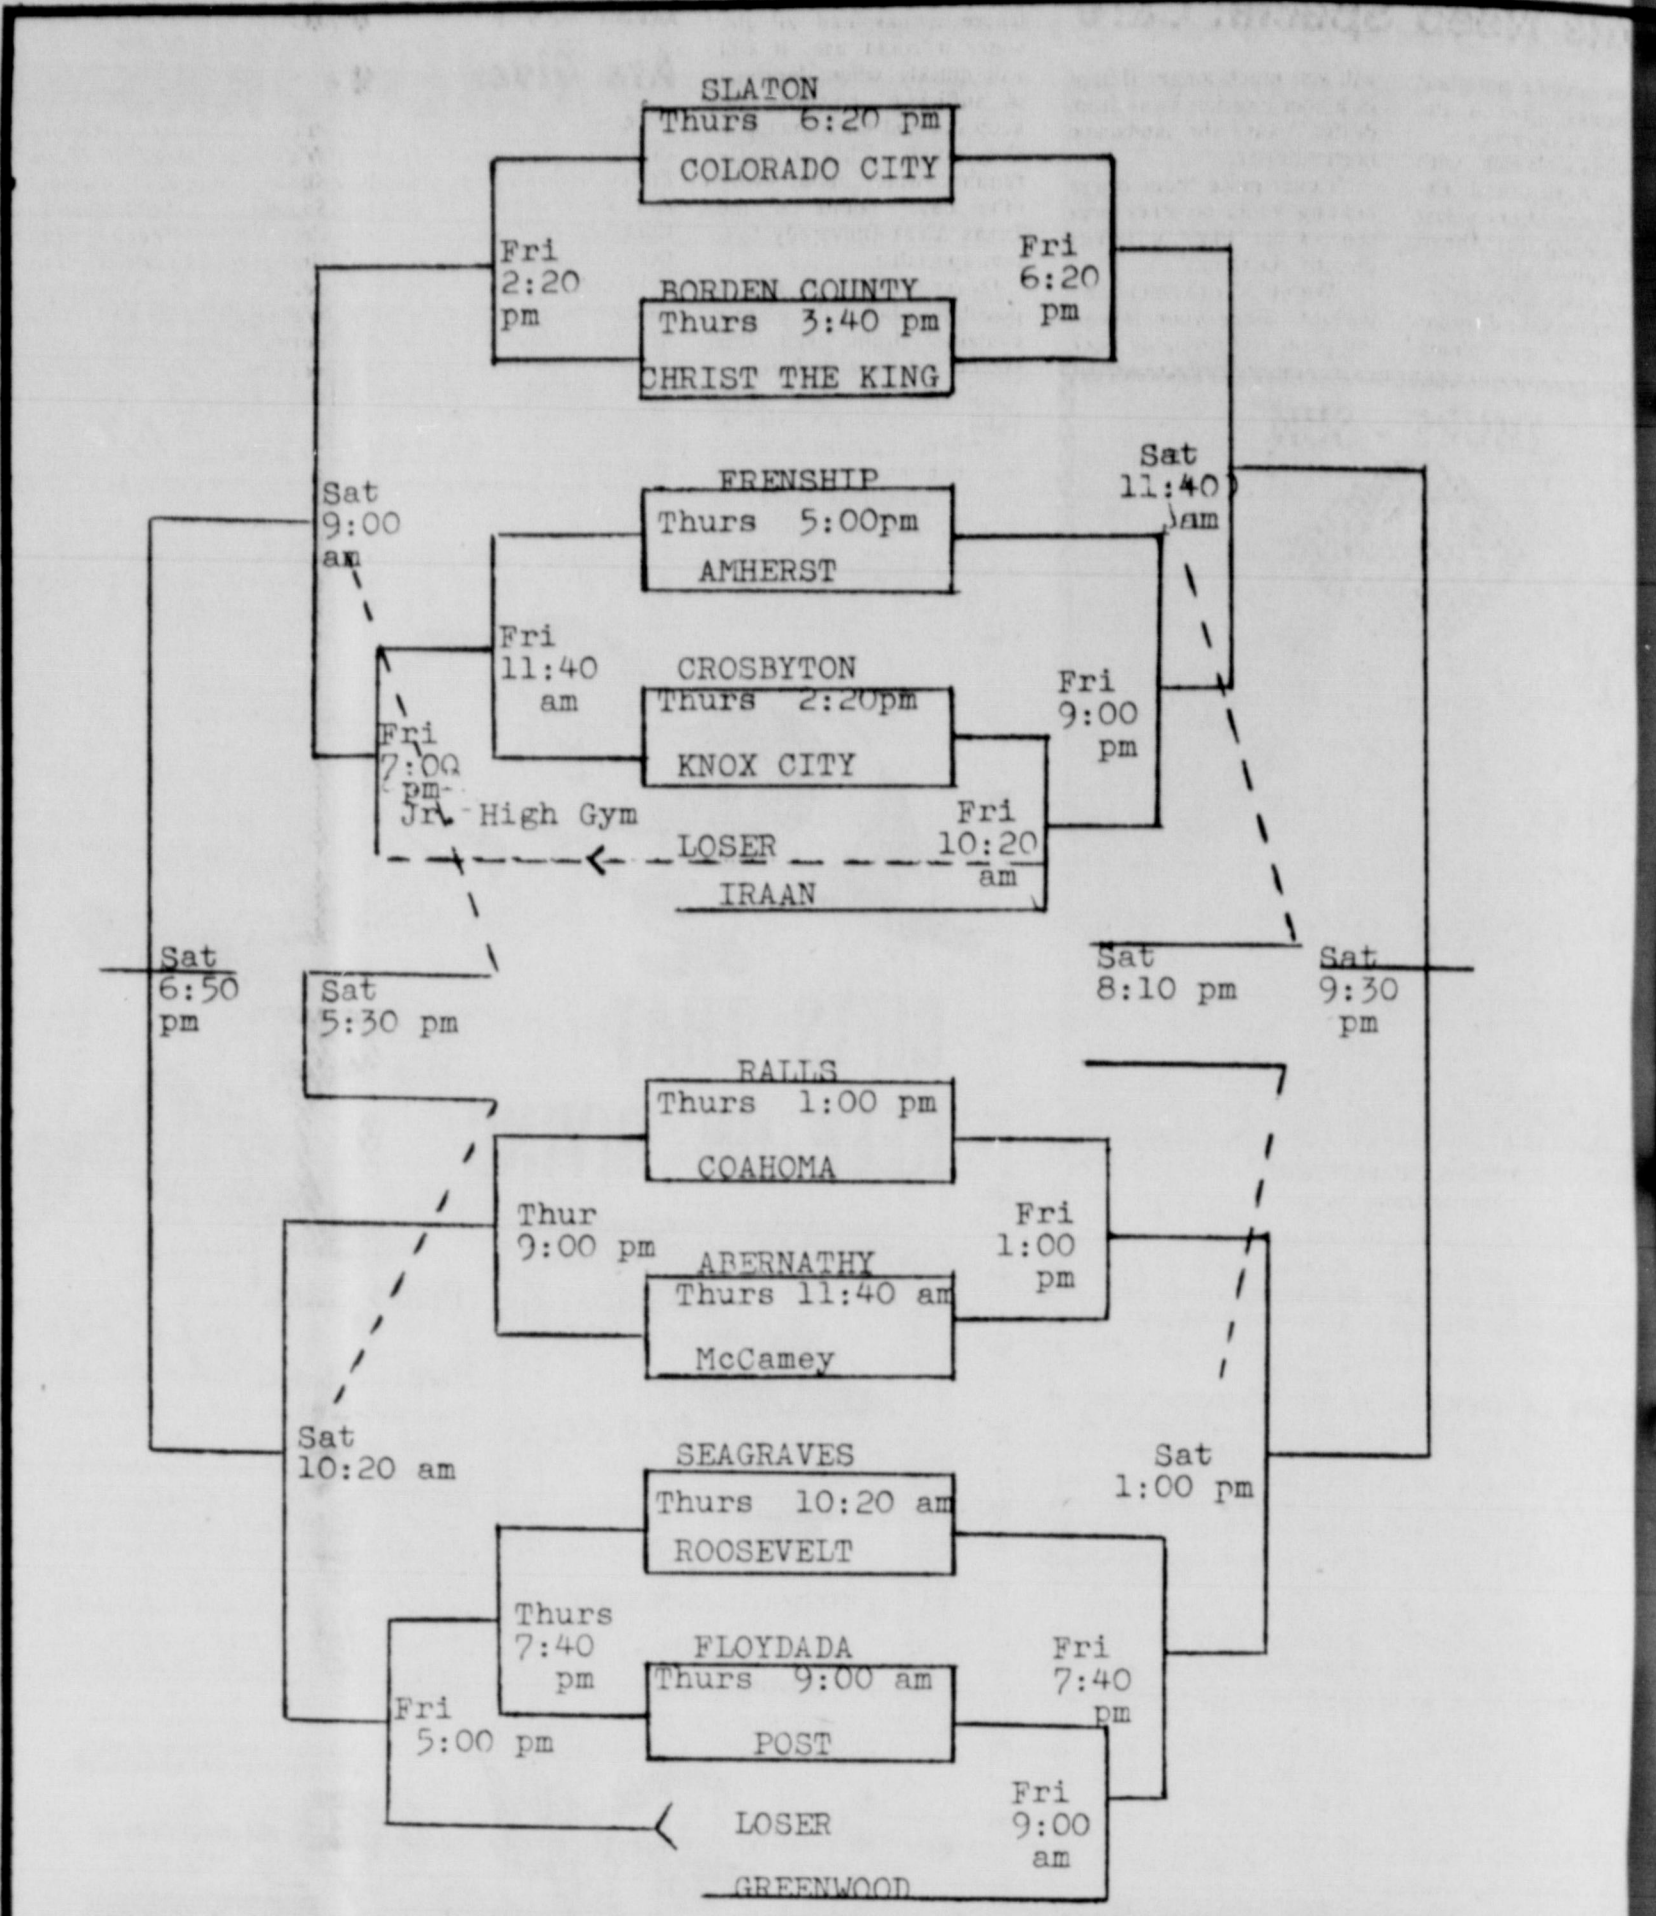 SLATON
Thurs 6:20 pm
COLORADO CITY
Fri
2:20
pm
Fri
6:20
pm
BORDEN COUNTY
Thurs 3:40 pm
CHRIST THE KING
Sat
9:00
am
FRENSHIP
Thurs 5:00pm
AMHERST
Sat
11:40
am
Fri
11:40
am
CROSBYTON
Thurs 2:20pm
KNOX CITY
Fri
9:00
pm
Fri
7:00
pm
Jr. High Gym
LOSER
IRAAN
Fri
10:20
am
Sat
6:50
pm
Sat
5:30 pm
Sat
8:10 pm
Sat
9:30
pm
RALLS
Thurs 1:00 pm
COAHOMA
Thur
9:00 pm
Fri
1:00
pm
ABERNATHY
Thurs 11:40 am
McCamey
Sat
10:20 am
SEAGRAVES
Thurs 10:20 am
ROOSEVELT
Sat
1:00 pm
Thurs
7:40
pm
FLOYDADA
Thurs 9:00 am
POST
Fri
7:40
pm
Fri
5:00 pm
LOSER
GREENWOOD
Fri
9:00
am